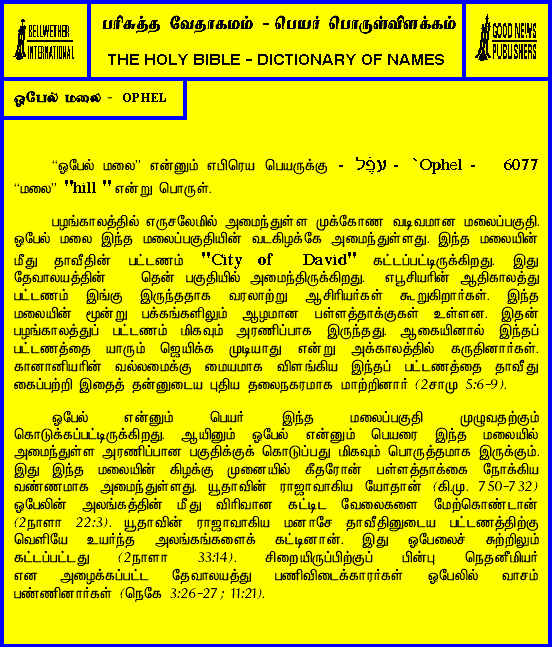 BELLWETHER
INTERNATIONAL
பரிசுத்த வேதாகமம் - பெயர் பொருள்விளக்கம்
THE HOLY BIBLE - DICTIONARY OF NAMES
GOOD NEWS
PUBLISHERS
ஓபேல் மலை - OPHEL
“ஓபேல் மலை” என்னும் எபிரெய பெயருக்கு - עֹפֶל - `Ophel - 6077
“மலை” "hill" என்று பொருள்.
பழங்காலத்தில் எருசலேமில் அமைந்துள்ள முக்கோண வடிவமான மலைப்பகுதி.
ஓபேல் மலை இந்த மலைப்பகுதியின் வடகிழக்கே அமைந்துள்ளது. இந்த மலையின்
மீது தாவீதின் பட்டணம் "City of David" கட்டப்பட்டிருக்கிறது. இது
தேவாலயத்தின் தென் பகுதியில் அமைந்திருக்கிறது. எபூசியரின் ஆதிகாலத்து
பட்டணம் இங்கு இருந்ததாக வரலாற்று ஆசிரியர்கள் கூறுகிறார்கள். இந்த
மலையின் மூன்று பக்கங்களிலும் ஆழமான பள்ளத்தாக்குகள் உள்ளன. இதன்
பழங்காலத்துப் பட்டணம் மிகவும் அரணிப்பாக இருந்தது. ஆகையினால் இந்தப்
பட்டணத்தை யாரும் ஜெயிக்க முடியாது என்று அக்காலத்தில் கருதினார்கள்.
கானானியரின் வல்லமைக்கு மையமாக விளங்கிய இந்தப் பட்டணத்தை தாவீது
கைப்பற்றி இதைத் தன்னுடைய புதிய தலைநகரமாக மாற்றினார் (2சாமு 5:6-9).
ஓபேல் என்னும் பெயர் இந்த மலைப்பகுதி முழுவதற்கும்
கொடுக்கப்பட்டிருக்கிறது. ஆயினும் ஓபேல் என்னும் பெயரை இந்த மலையில்
அமைந்துள்ள அரணிப்பான பகுதிக்குக் கொடுப்பது மிகவும் பொருத்தமாக இருக்கும்.
இது இந்த மலையின் கிழக்கு முனையில் கீதரோன் பள்ளத்தாக்கை நோக்கிய
வண்ணமாக அமைந்துள்ளது. யூதாவின் ராஜாவாகிய யோதான் (கி.மு. 750-732)
ஓபேலின் அலங்கத்தின் மீது விரிவான கட்டிட வேலைகளை மேற்கொண்டான்
(2நாளா 22:3). யூதாவின் ராஜாவாகிய மனாசே தாவீதினுடைய பட்டணத்திற்கு
வெளியே உயர்ந்த அலங்கங்களைக் கட்டினான். இது ஓபேலைச் சுற்றிலும்
கட்டப்பட்டது (2நாளா 33:14). சிறையிருப்பிற்குப் பின்பு நெதனீமியர்
என அழைக்கப்பட்ட தேவாலயத்து பணிவிடைக்காரர்கள் ஓபேலில் வாசம்
பண்ணினார்கள் (நெகே 3:26-27 ; 11:21).